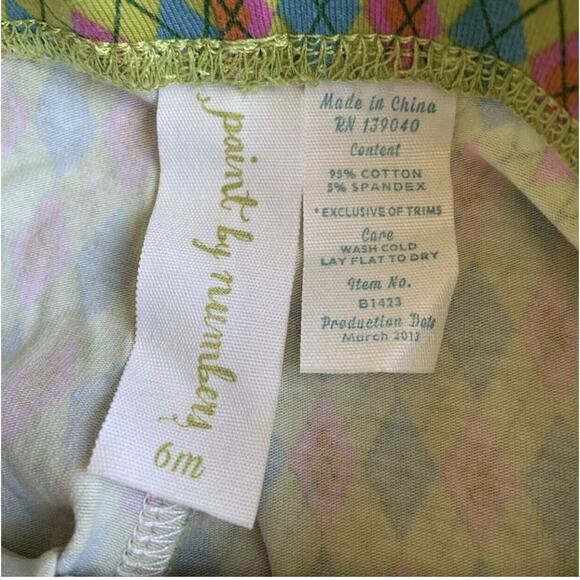 paint by numbers
6m
Made in China
RN 139040
Content
95% COTTON
5% SPANDEX
*EXCLUSIVE OF TRIMS
Care
WASH COLD
LAY FLAT TO DRY
Item No.
B1423
Production Date
March 2013